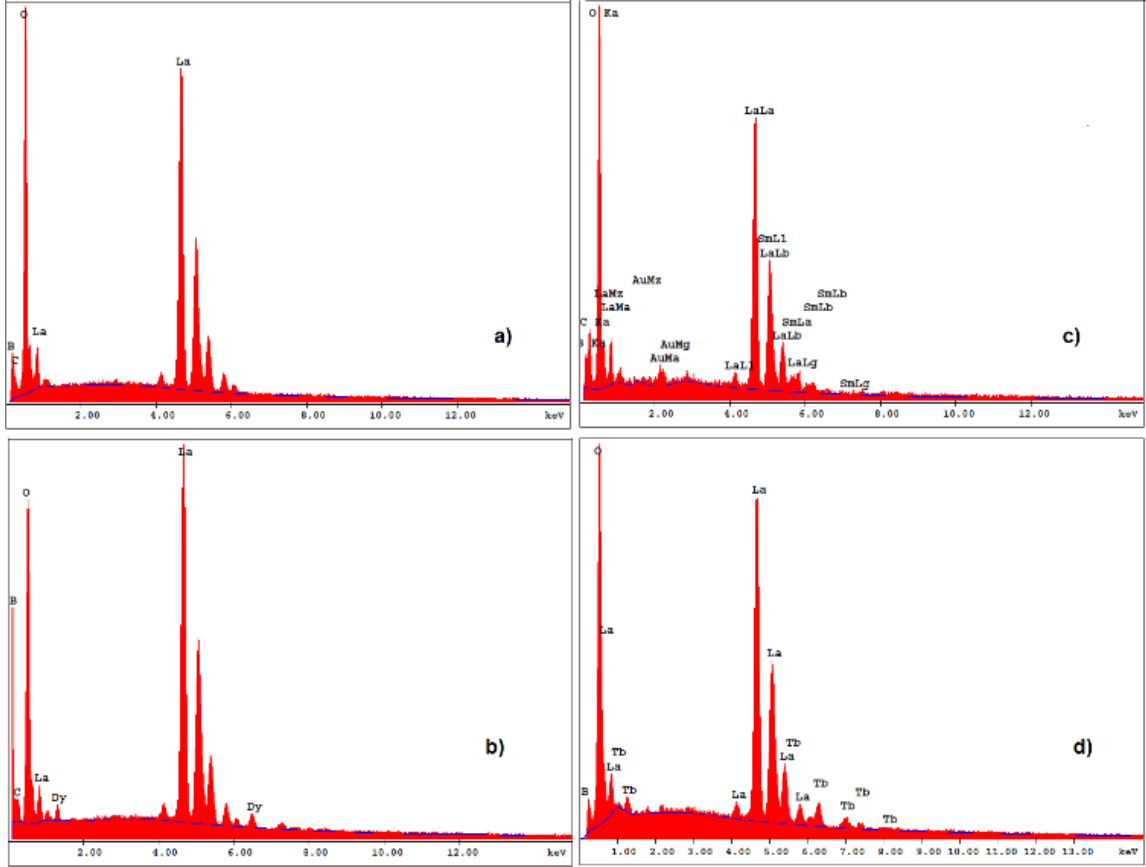 O
La
La
B
C
a)
2.00 4.00 6.00 8.00 10.00 12.00 keV
O Ka
LaLa
SmLl
LaLb
AuMz
LaMz
SmLb
LaMa
SmLb
C Ka
SmLa
LaLb
B Ka
AuMg
AuMa
LaLl
LaLg
SmLg
c)
2.00 4.00 6.00 8.00 10.00 12.00 keV
La
O
B
La
C
Dy
Dy
b)
2.00 4.00 6.00 8.00 10.00 12.00 keV
O
La
La
La
Tb
Tb
La
La
Tb
Tb
B
La
La
Tb
Tb
Tb
Tb
d)
1.00 2.00 3.00 4.00 5.00 6.00 7.00 8.00 9.00 10.00 11.00 12.00 13.00 keV